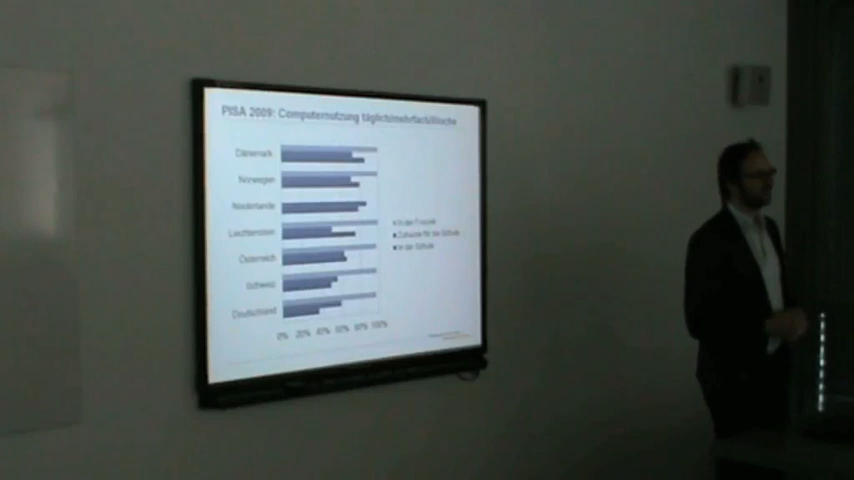 PISA 2009: Computernutzung täglich/mehrfach/Woche
Dänemark
Norwegen
Niederlande
Liechtenstein
Österreich
Schweiz
Deutschland
0% 20% 40% 60% 80% 100%
In der Freizeit
Zuhause für die Schule
In der Schule